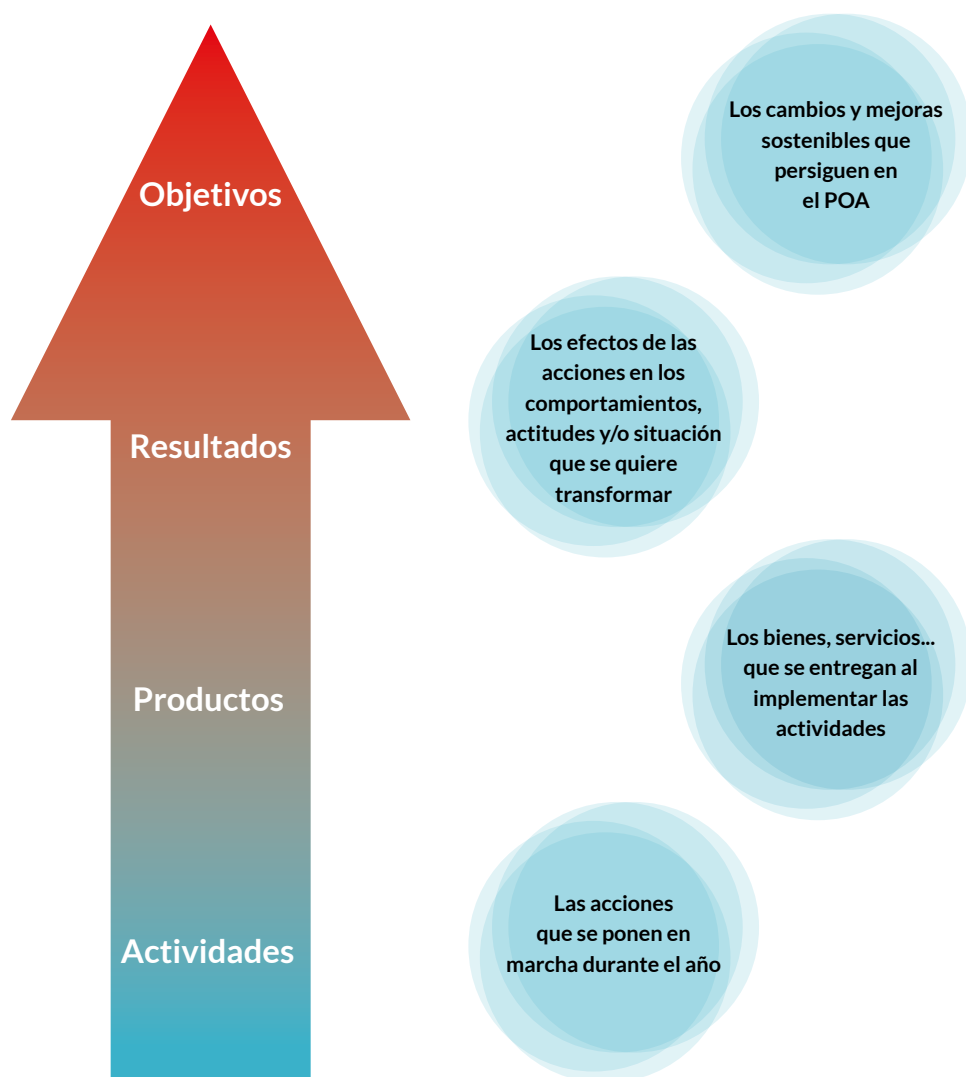 Objetivos
Los cambios y mejoras
sostenibles que
persiguen en
el POA
Resultados
Los efectos de las
acciones en los
comportamientos,
actitudes y/o situación
que se quiere
transformar
Productos
Los bienes, servicios...
que se entregan al
implementar las
actividades
Actividades
Las acciones
que se ponen en
marcha durante el año